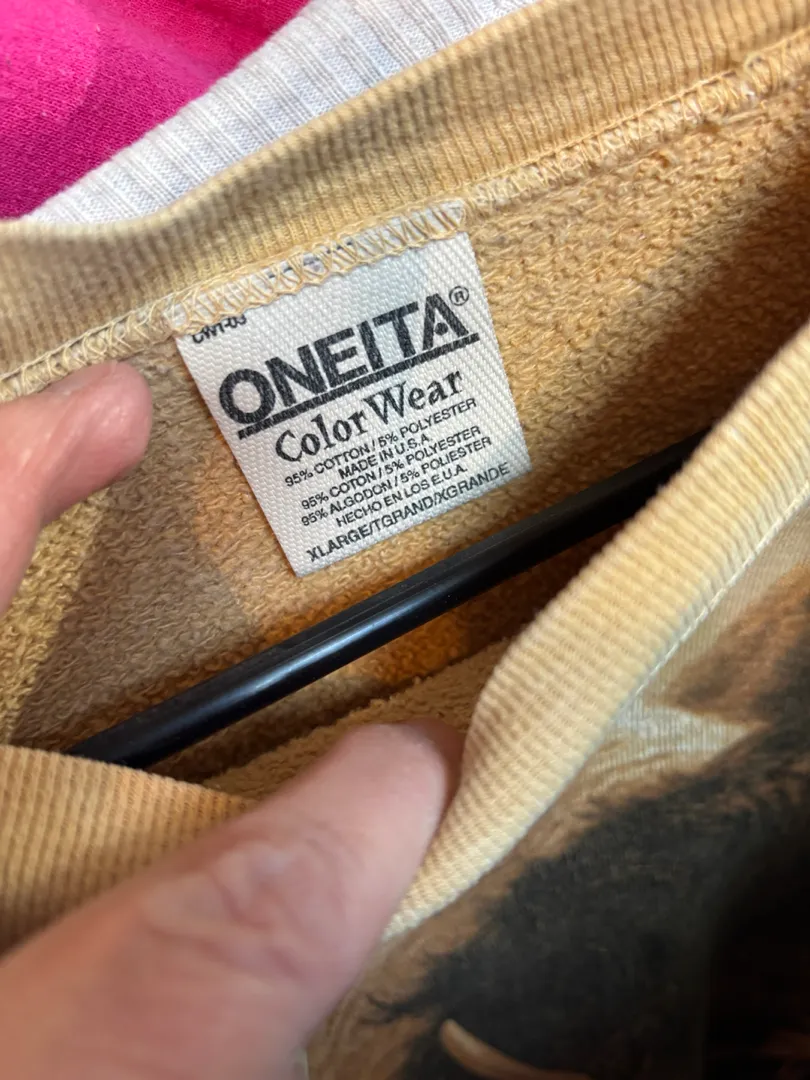 ONEITA®
Color Wear
95% COTTON / 5% POLYESTER
MADE IN U.S.A.
95% COTON / 5% POLYESTER
95% ALGODON / 5% POLIESTER
HECHO EN LOS E.U.A.
XLARGE/TGRAND/XGRANDE